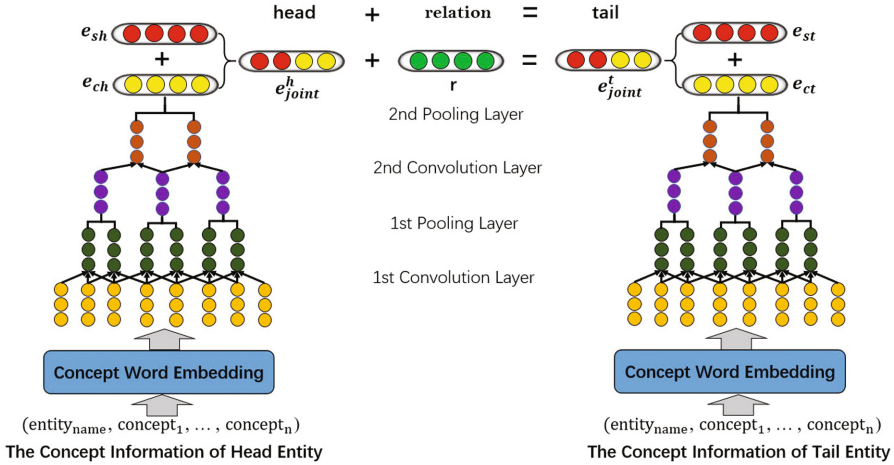 head + relation = tail
e_sh
e_st
+ + = +
e_ch
e^h_joint
r
e^t_joint
e_ct
2nd Pooling Layer
2nd Convolution Layer
1st Pooling Layer
1st Convolution Layer
Concept Word Embedding
Concept Word Embedding
(entity_name, concept_1, ... , concept_n)
(entity_name, concept_1, ... , concept_n)
The Concept Information of Head Entity
The Concept Information of Tail Entity